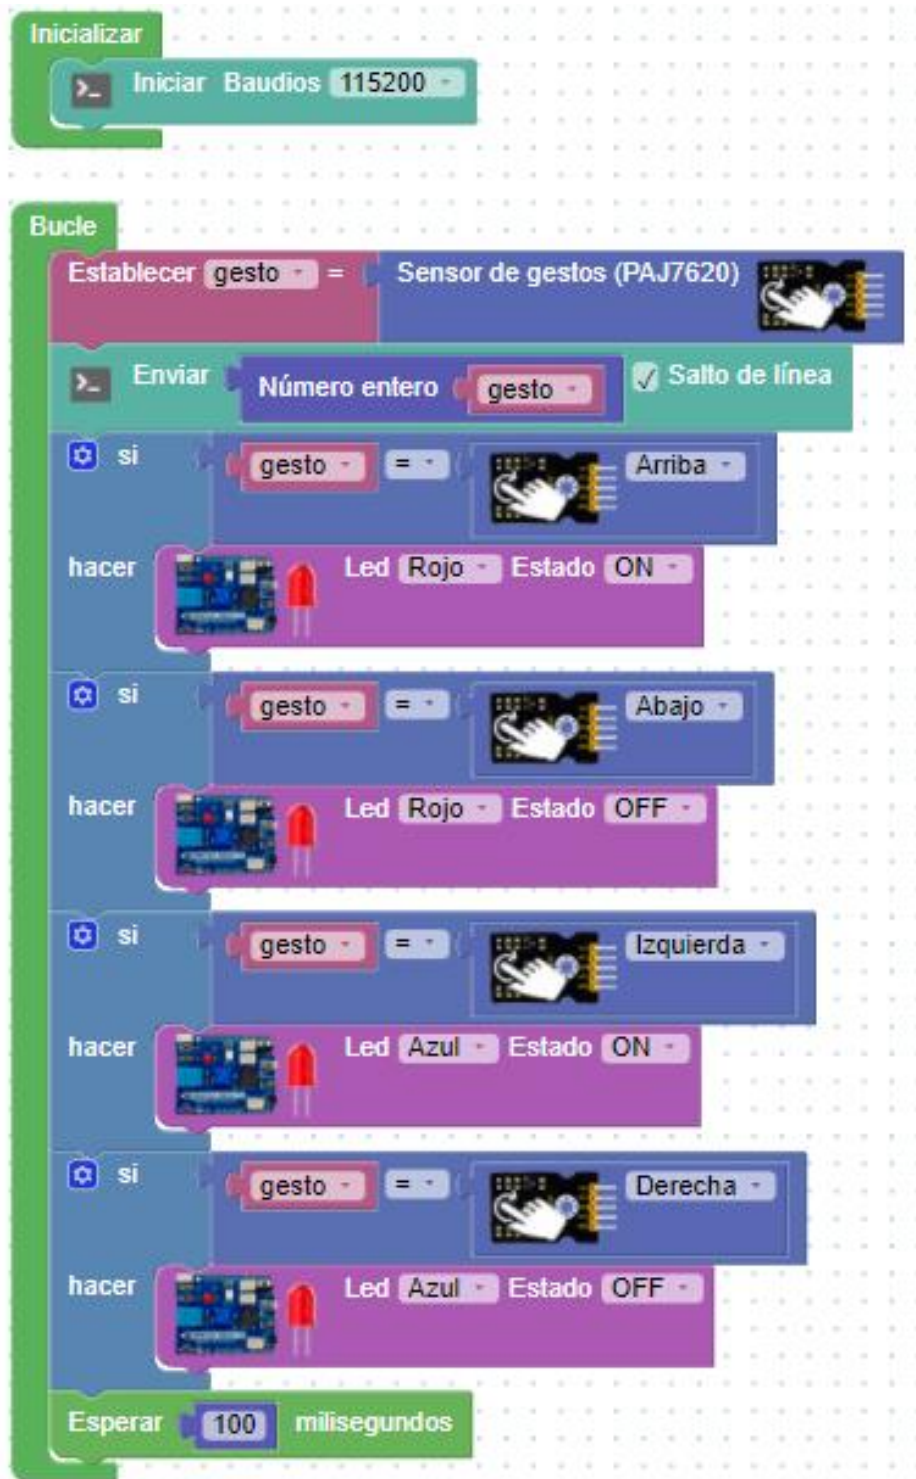 Inicializar
Iniciar Baudios 115200
Bucle
Establecer gesto = Sensor de gestos (PAJ7620)
Enviar Número entero gesto Salto de línea
si gesto = Arriba
hacer Led Rojo Estado ON
si gesto = Abajo
hacer Led Rojo Estado OFF
si gesto = Izquierda
hacer Led Azul Estado ON
si gesto = Derecha
hacer Led Azul Estado OFF
Esperar 100 milisegundos